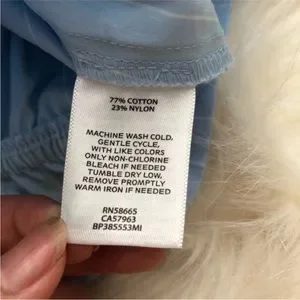 77% COTTON
23% NYLON
MACHINE WASH COLD,
GENTLE CYCLE,
WITH LIKE COLORS
ONLY NON-CHLORINE
BLEACH IF NEEDED
TUMBLE DRY LOW,
REMOVE PROMPTLY
WARM IRON IF NEEDED
RN58665
CA57963
BP385553MI